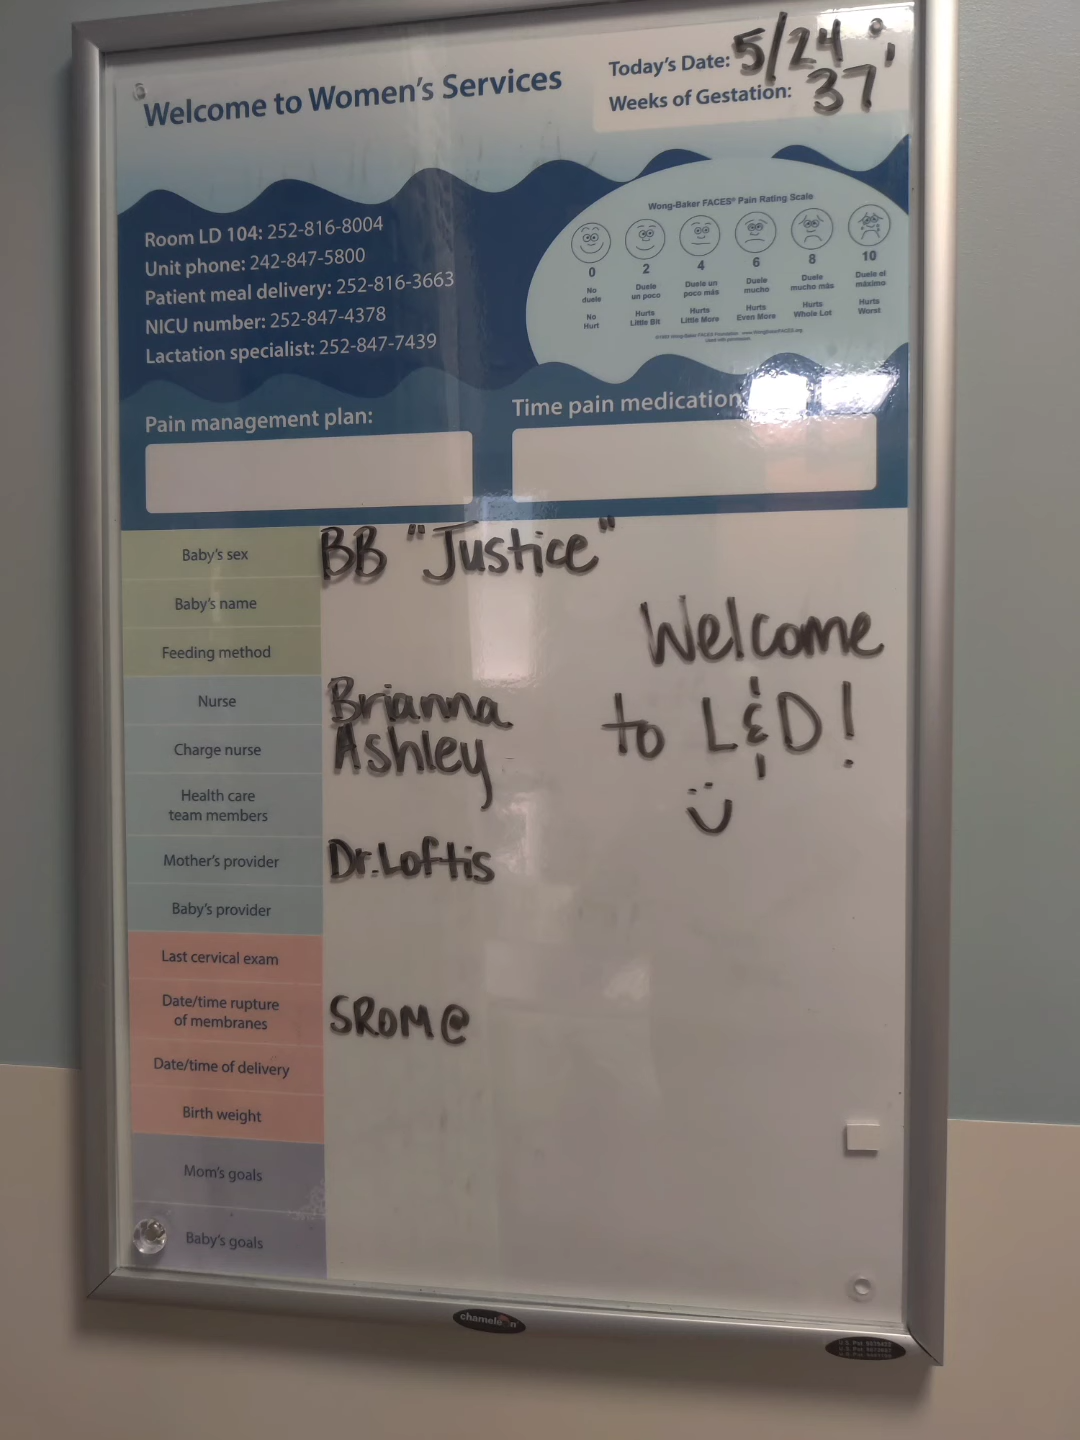 Welcome to Women's Services
Today's Date: 5/24
Weeks of Gestation: 37
Room LD 104: 252-816-8004
Unit phone: 242-847-5800
Patient meal delivery: 252-816-3663
NICU number: 252-847-4378
Lactation specialist: 252-847-7439
Wong-Baker FACES® Pain Rating Scale
0 2 4 6 8 10
No duele
Duele un poco
Duele un poco más
Duele mucho
Duele mucho más
Duele el máximo
No Hurt
Hurts Little Bit
Hurts Little More
Hurts Even More
Hurts Whole Lot
Hurts Worst
Pain management plan:
Time pain medication
Baby's sex BB "Justice"
Baby's name
Feeding method
Welcome
to L&D!
Nurse Brianna
Charge nurse Ashley
Health care
team members
Mother's provider Dr. Loftis
Baby's provider
Last cervical exam
Date/time rupture
of membranes SROM @
Date/time of delivery
Birth weight
Mom's goals
Baby's goals
chameleon